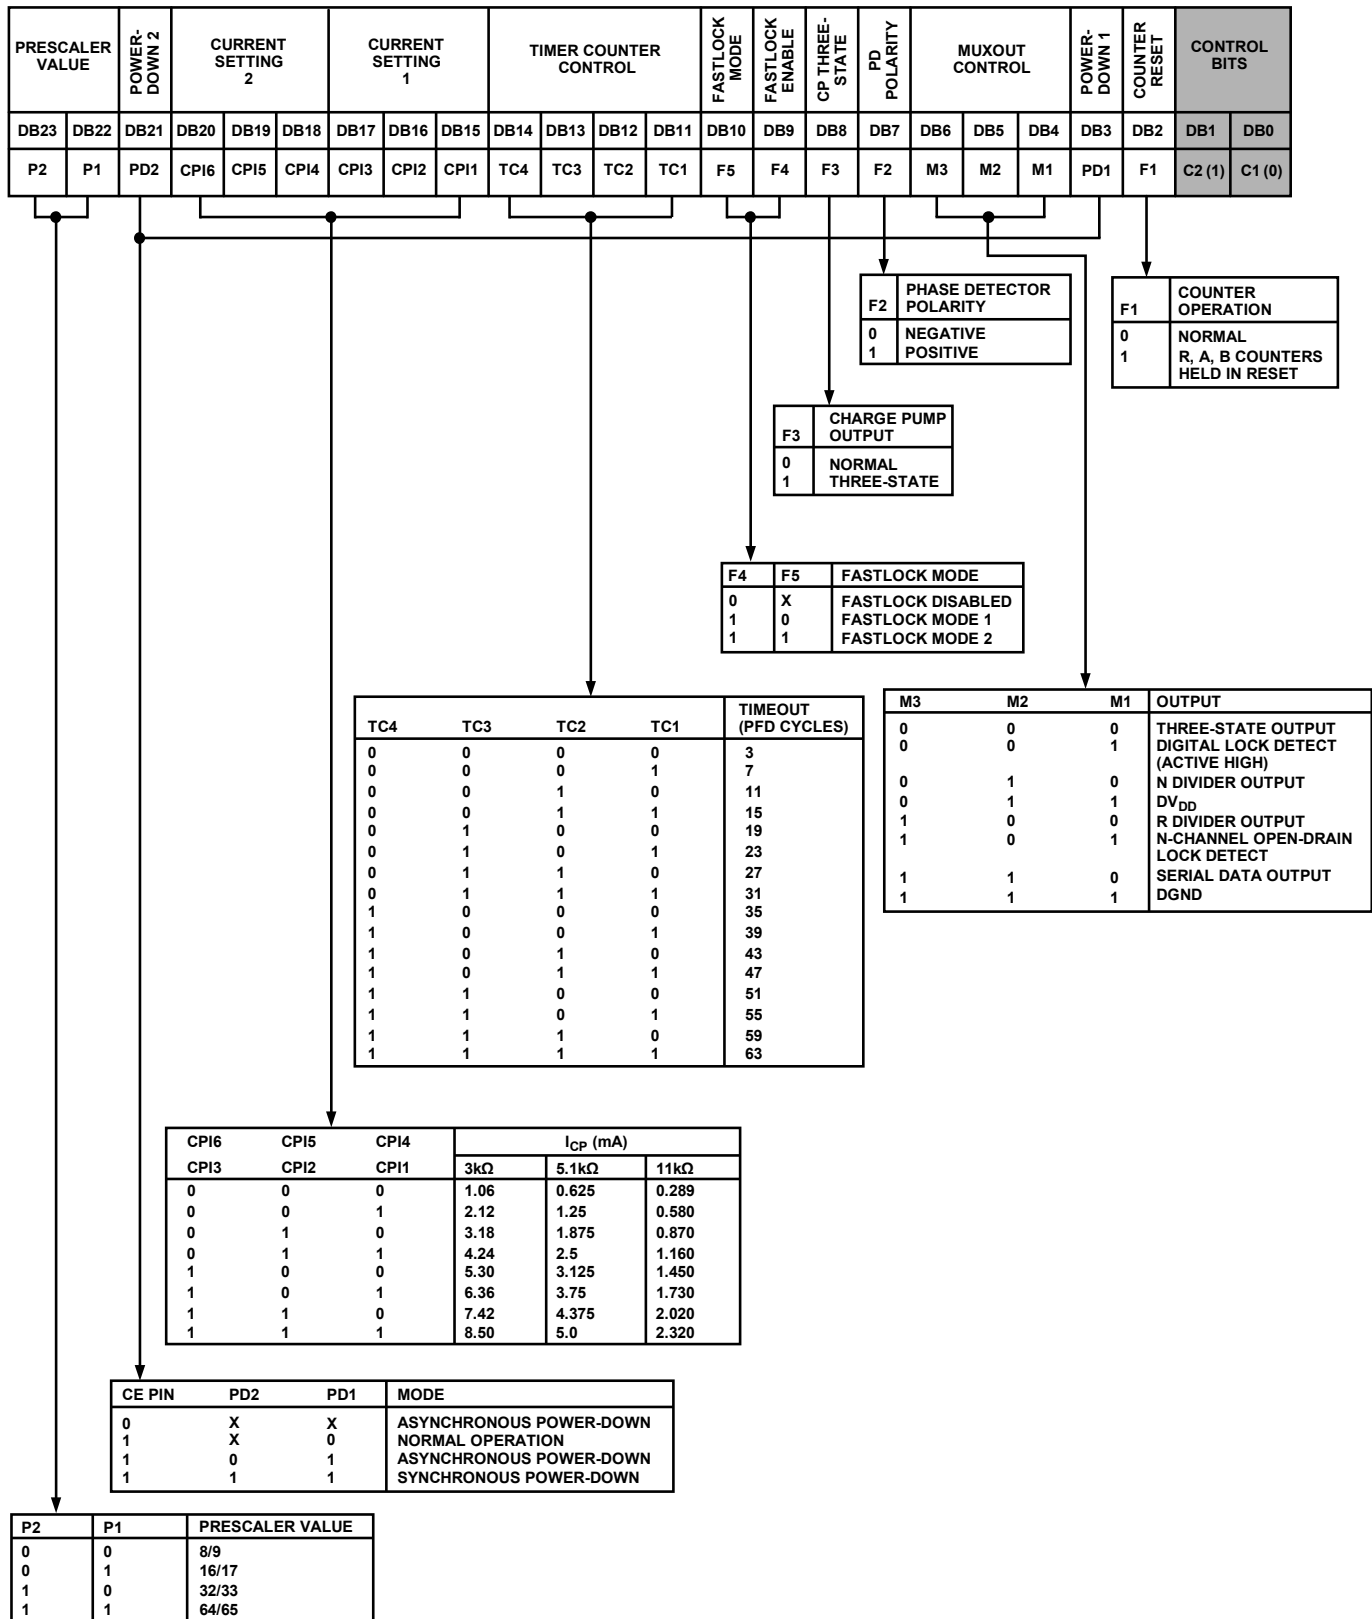 PRESCALER VALUE
POWER-DOWN 2
CURRENT SETTING 2
CURRENT SETTING 1
TIMER COUNTER CONTROL
FASTLOCK MODE
FASTLOCK ENABLE
CP THREE-STATE
PD POLARITY
MUXOUT CONTROL
POWER-DOWN 1
COUNTER RESET
CONTROL BITS
DB23 DB22 DB21 DB20 DB19 DB18 DB17 DB16 DB15 DB14 DB13 DB12 DB11 DB10 DB9 DB8 DB7 DB6 DB5 DB4 DB3 DB2 DB1 DB0
P2 P1 PD2 CPI6 CPI5 CPI4 CPI3 CPI2 CPI1 TC4 TC3 TC2 TC1 F5 F4 F3 F2 M3 M2 M1 PD1 F1 C2 (1) C1 (0)
F2 PHASE DETECTOR POLARITY
0 NEGATIVE
1 POSITIVE
F1 COUNTER OPERATION
0 NORMAL
1 R, A, B COUNTERS
HELD IN RESET
F3 CHARGE PUMP OUTPUT
0 NORMAL
1 THREE-STATE
F4 F5 FASTLOCK MODE
0 X FASTLOCK DISABLED
1 0 FASTLOCK MODE 1
1 1 FASTLOCK MODE 2
TC4 TC3 TC2 TC1 TIMEOUT (PFD CYCLES)
0 0 0 0 3
0 0 0 1 7
0 0 1 0 11
0 0 1 1 15
0 1 0 0 19
0 1 0 1 23
0 1 1 0 27
0 1 1 1 31
1 0 0 0 35
1 0 0 1 39
1 0 1 0 43
1 0 1 1 47
1 1 0 0 51
1 1 0 1 55
1 1 1 0 59
1 1 1 1 63
M3 M2 M1 OUTPUT
0 0 0 THREE-STATE OUTPUT
0 0 1 DIGITAL LOCK DETECT
(ACTIVE HIGH)
0 1 0 N DIVIDER OUTPUT
0 1 1 DVDD
1 0 0 R DIVIDER OUTPUT
1 0 1 N-CHANNEL OPEN-DRAIN
LOCK DETECT
1 1 0 SERIAL DATA OUTPUT
1 1 1 DGND
CPI6 CPI5 CPI4 ICP (mA)
CPI3 CPI2 CPI1 3kΩ 5.1kΩ 11kΩ
0 0 0 1.06 0.625 0.289
0 0 1 2.12 1.25 0.580
0 1 0 3.18 1.875 0.870
0 1 1 4.24 2.5 1.160
1 0 0 5.30 3.125 1.450
1 0 1 6.36 3.75 1.730
1 1 0 7.42 4.375 2.020
1 1 1 8.50 5.0 2.320
CE PIN PD2 PD1 MODE
0 X X ASYNCHRONOUS POWER-DOWN
1 X 0 NORMAL OPERATION
1 0 1 ASYNCHRONOUS POWER-DOWN
1 1 1 SYNCHRONOUS POWER-DOWN
P2 P1 PRESCALER VALUE
0 0 8/9
0 1 16/17
1 0 32/33
1 1 64/65